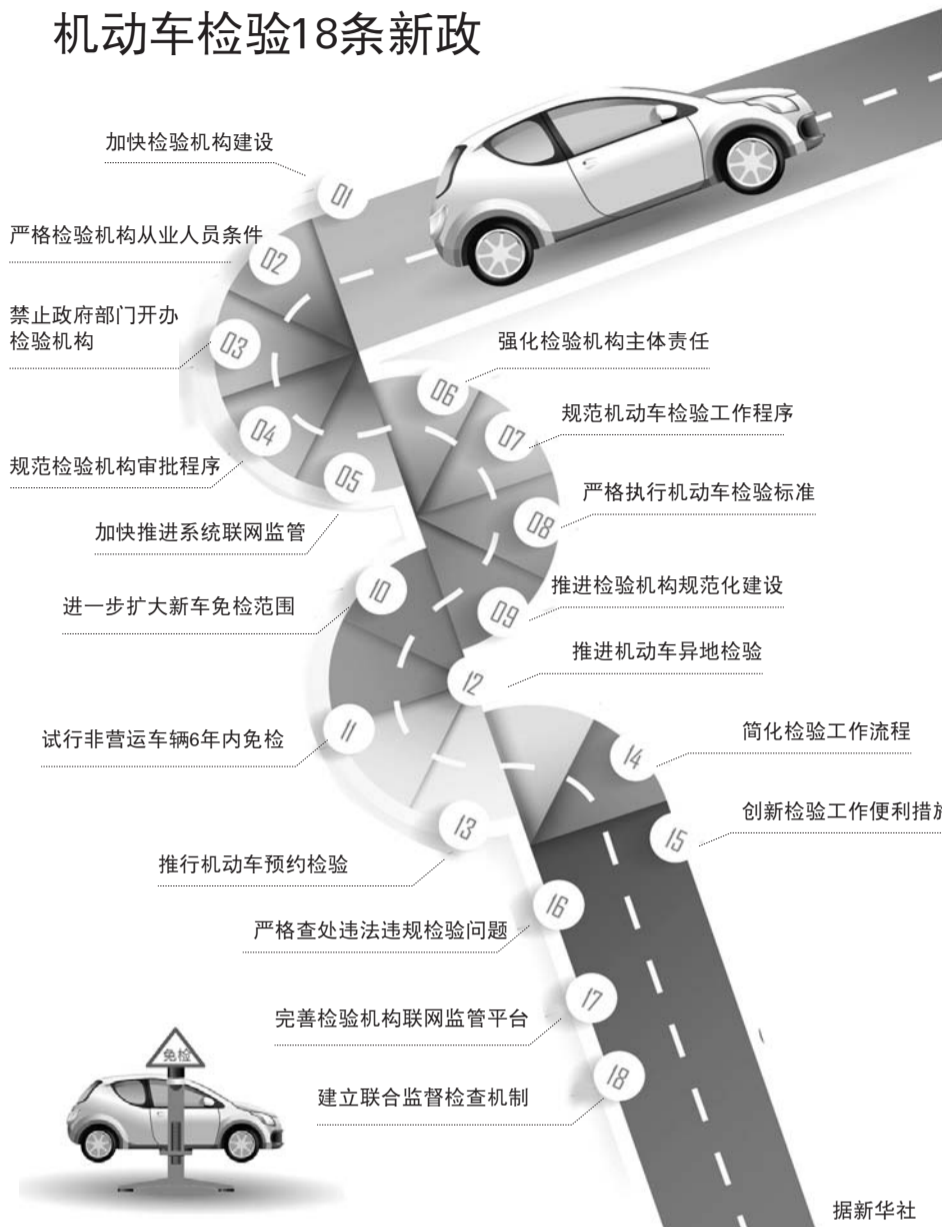 机动车检验18条新政
加快检验机构建设
01
严格检验机构从业人员条件
02
禁止政府部门开办
检验机构
03
规范检验机构审批程序
04
加快推进系统联网监管
05
强化检验机构主体责任
06
规范机动车检验工作程序
07
严格执行机动车检验标准
08
推进检验机构规范化建设
09
进一步扩大新车免检范围
10
试行非营运车辆6年内免检
11
推进机动车异地检验
12
推行机动车预约检验
13
简化检验工作流程
14
创新检验工作便利措施
15
严格查处违法违规检验问题
16
完善检验机构联网监管平台
17
建立联合监督检查机制
18
免检
据新华社